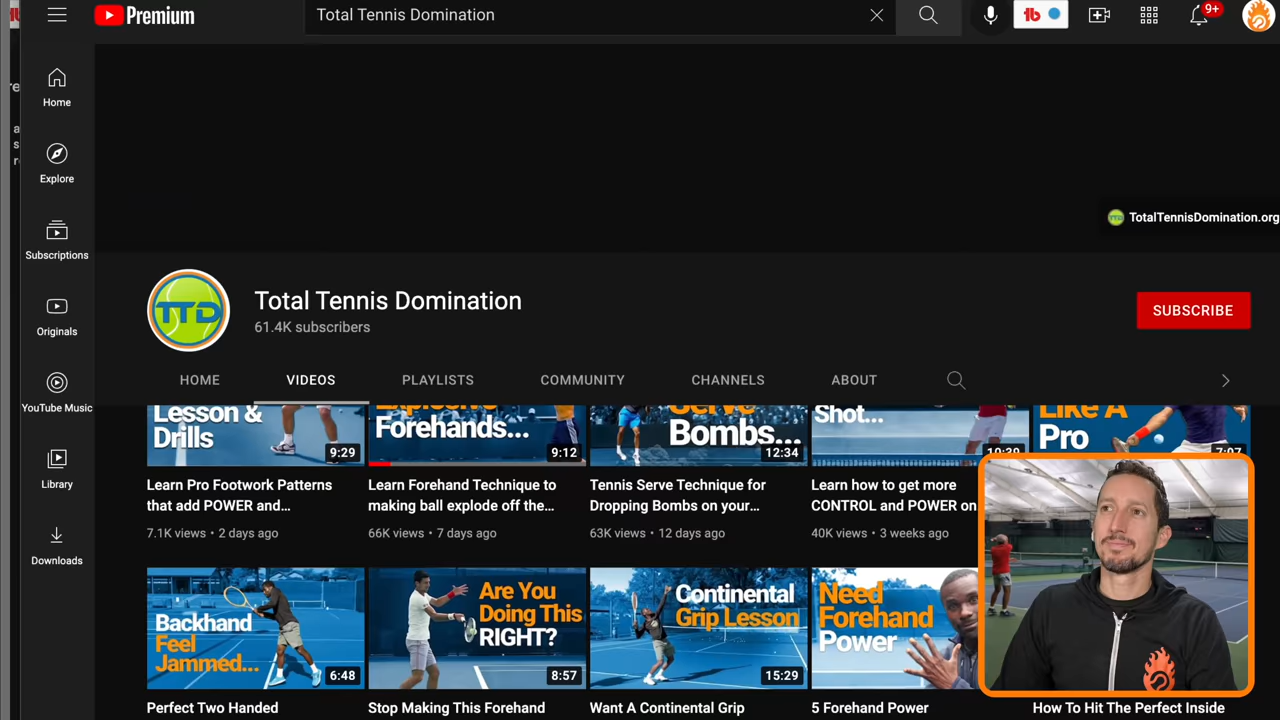 Premium
Total Tennis Domination
9+
Home
Explore
Subscriptions
Originals
YouTube Music
Library
Downloads
TotalTennisDomination.org
TTD
Total Tennis Domination
61.4K subscribers
SUBSCRIBE
HOME
VIDEOS
PLAYLISTS
COMMUNITY
CHANNELS
ABOUT
Lesson &
Drills
9:29
Explosive
Forehands...
9:12
Serve
Bombs...
12:34
Shot...
Like A
Pro
Learn Pro Footwork Patterns
that add POWER and...
7.1K views • 2 days ago
Learn Forehand Technique to
making ball explode off the...
66K views • 7 days ago
Tennis Serve Technique for
Dropping Bombs on your...
63K views • 12 days ago
Learn how to get more
CONTROL and POWER on
40K views • 3 weeks ago
Backhand
Feel
Jammed...
6:48
Are You
Doing This
RIGHT?
8:57
Continental
Grip Lesson
15:29
Need
Forehand
Power
Perfect Two Handed
Stop Making This Forehand
Want A Continental Grip
5 Forehand Power
How To Hit The Perfect Inside